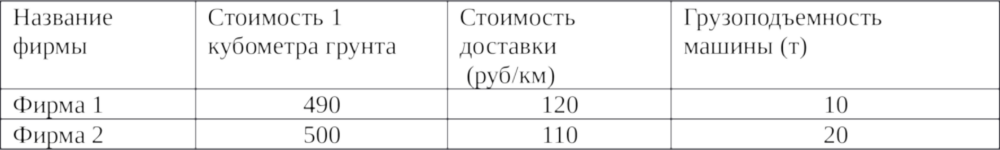 Название фирмы
Стоимость 1 кубометра грунта
Стоимость доставки (руб/км)
Грузоподъемность машины (т)
Фирма 1 490 120 10
Фирма 2 500 110 20